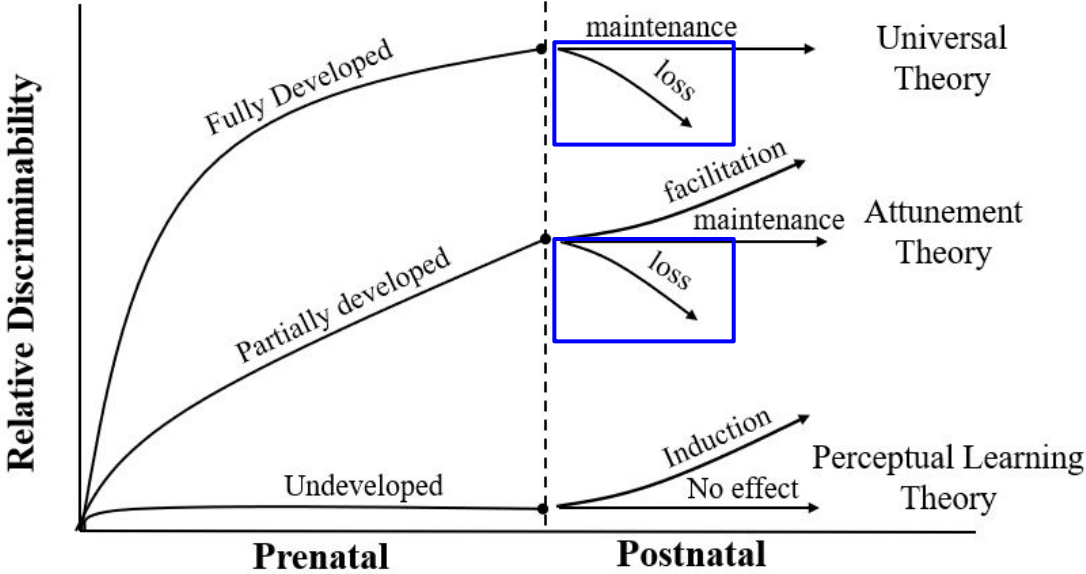 Relative Discriminability
Fully Developed
maintenance
loss
Universal
Theory
Partially developed
facilitation
maintenance
loss
Attunement
Theory
Undeveloped
Induction
No effect
Perceptual Learning
Theory
Prenatal
Postnatal